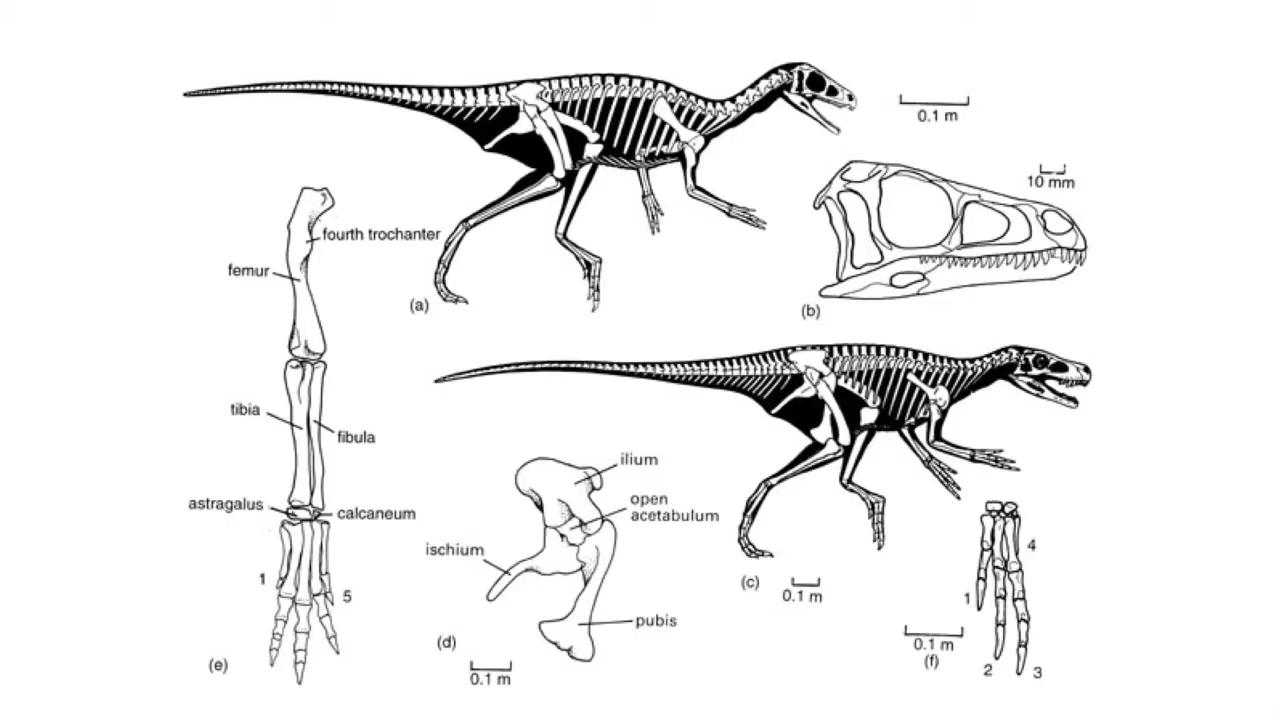 0.1 m
10 mm
fourth trochanter
femur
(a)
(b)
tibia
fibula
ilium
astragalus
open
acetabulum
calcaneum
ischium
4
(c)
0.1 m
1
5
1
pubis
(d)
0.1 m
(f)
(e)
0.1 m
2
3